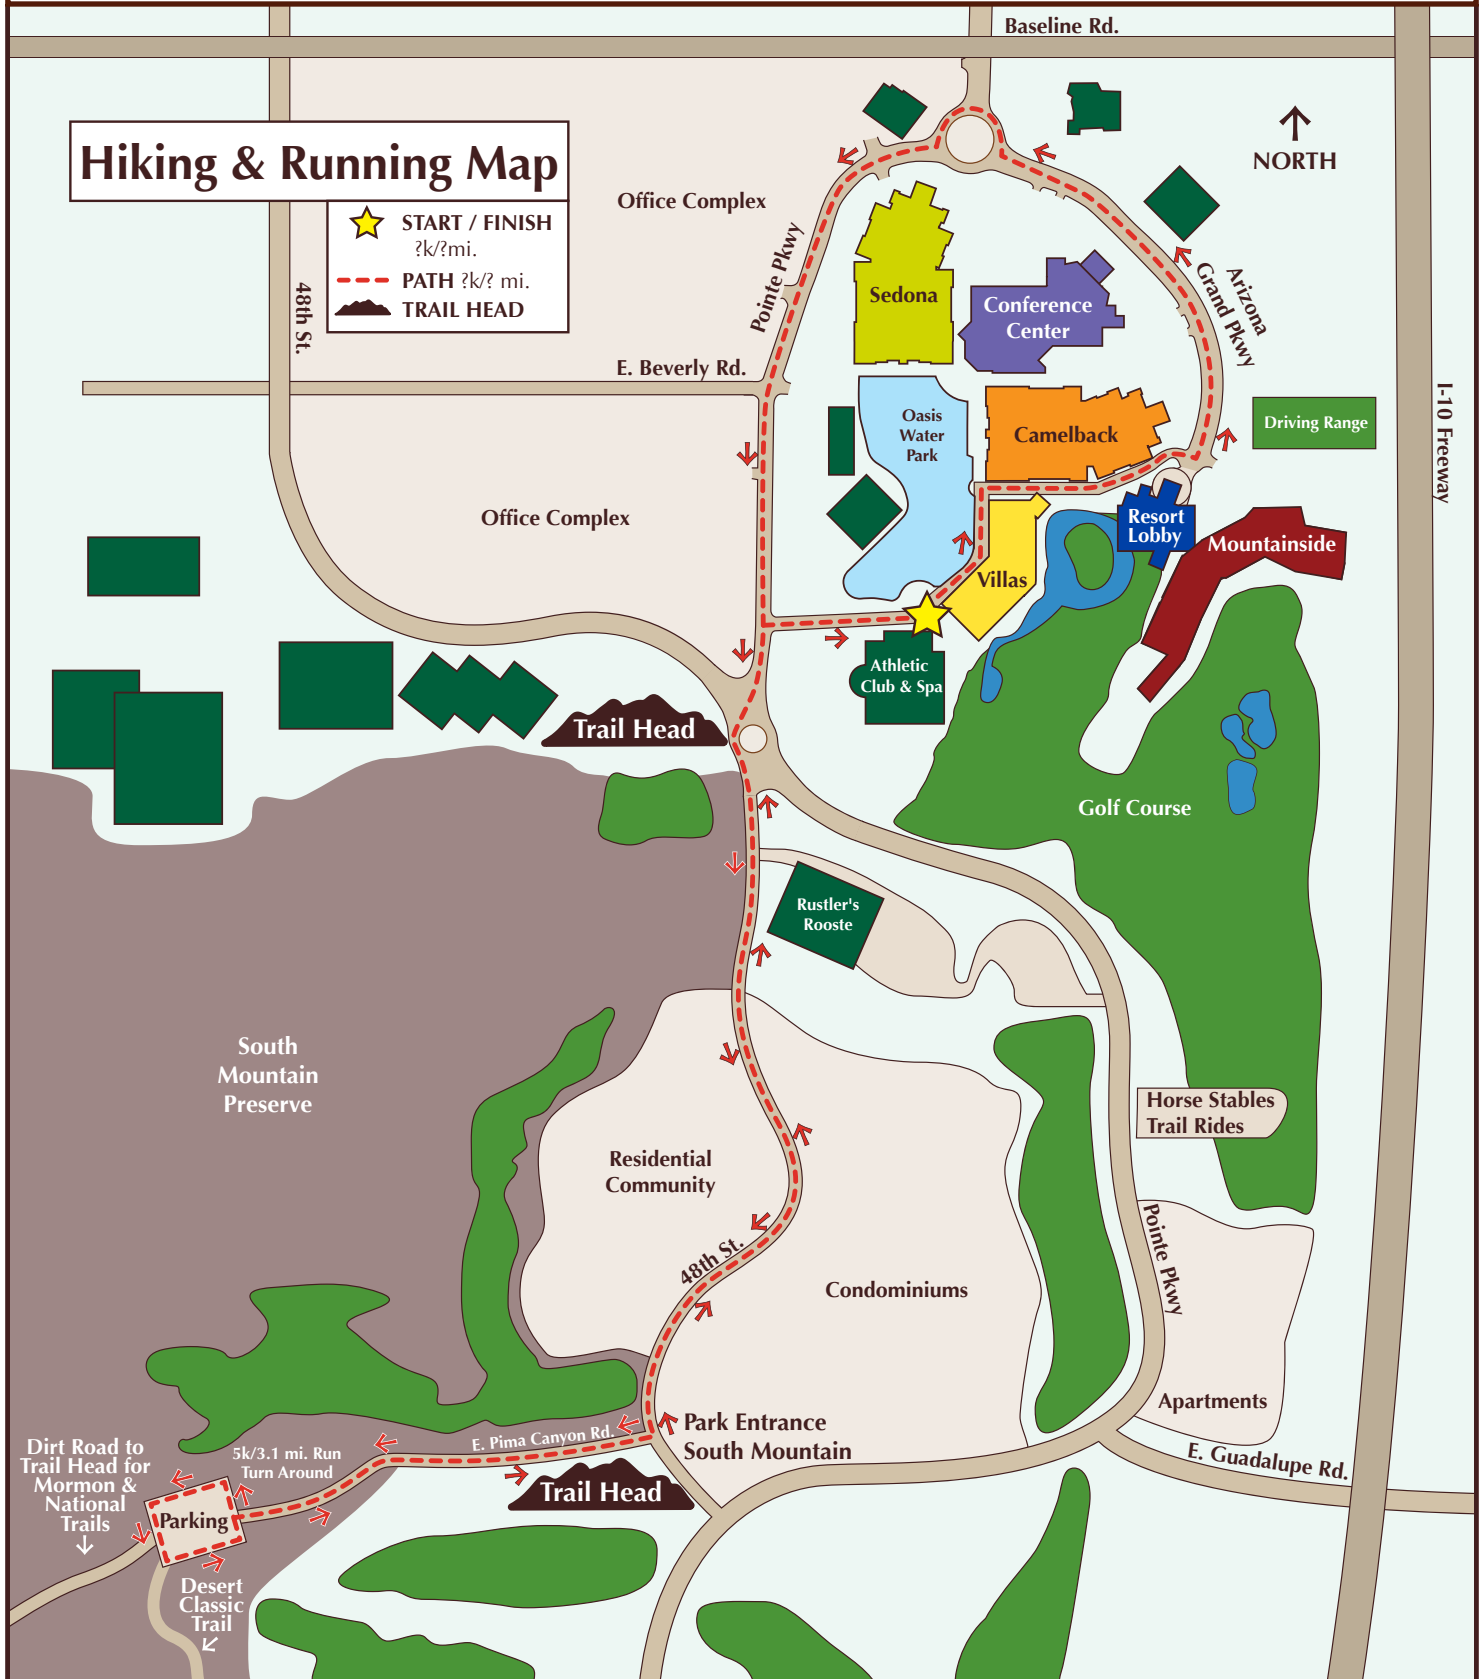 Baseline Rd.
Hiking & Running Map
START / FINISH
?k/?mi.
PATH ?k/? mi.
TRAIL HEAD
NORTH
Office Complex
Pointe Pkwy
48th St.
Sedona
Conference
Center
Arizona
Grand Pkwy
E. Beverly Rd.
I-10 Freeway
Oasis
Water
Park
Camelback
Driving Range
Office Complex
Resort
Lobby
Mountainside
Villas
Athletic
Club & Spa
Trail Head
Golf Course
Rustler's
Rooste
South
Mountain
Preserve
Horse Stables
Trail Rides
Residential
Community
48th St.
Condominiums
Pointe Pkwy
Apartments
Park Entrance
South Mountain
E. Pima Canyon Rd.
E. Guadalupe Rd.
5k/3.1 mi. Run
Turn Around
Dirt Road to
Trail Head for
Mormon &
National
Trails
Trail Head
Parking
Desert
Classic
Trail